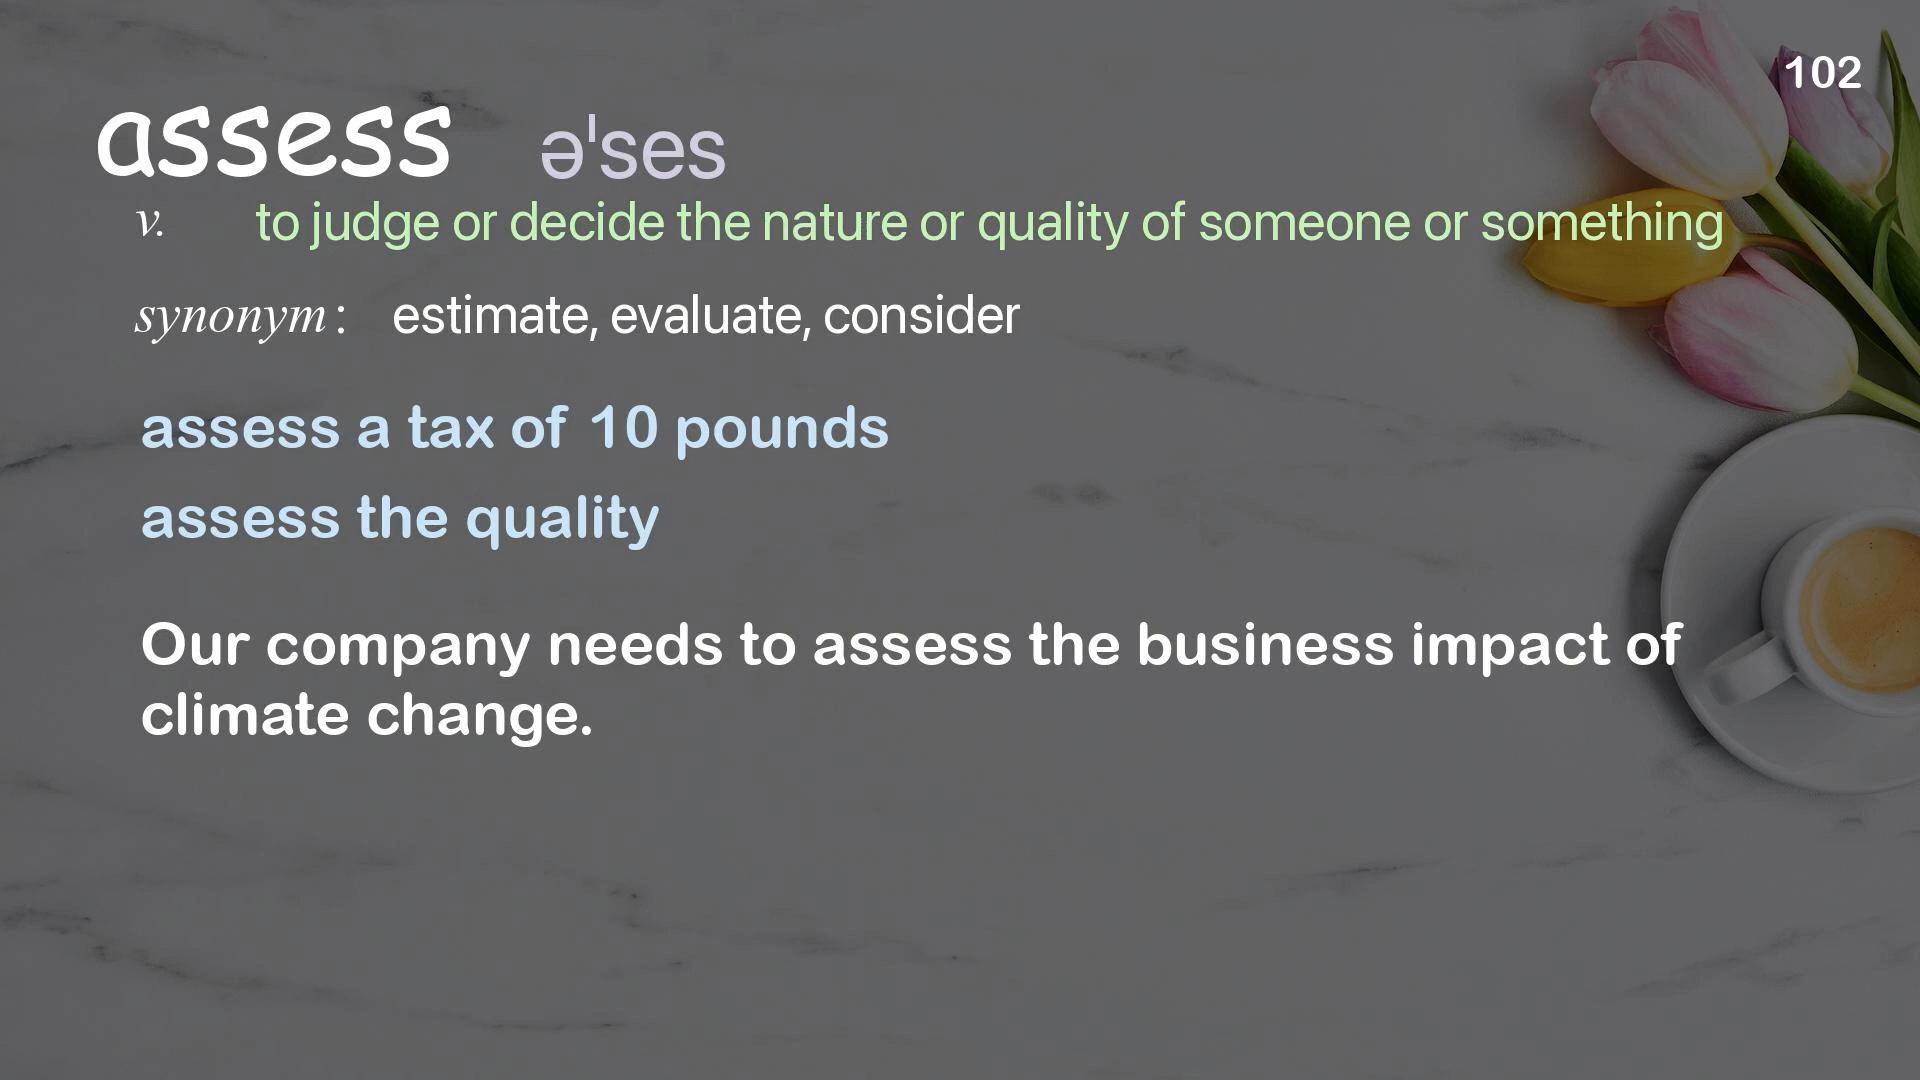 102
assess əˈses
v. to judge or decide the nature or quality of someone or something
synonym: estimate, evaluate, consider
assess a tax of 10 pounds
assess the quality
Our company needs to assess the business impact of
climate change.